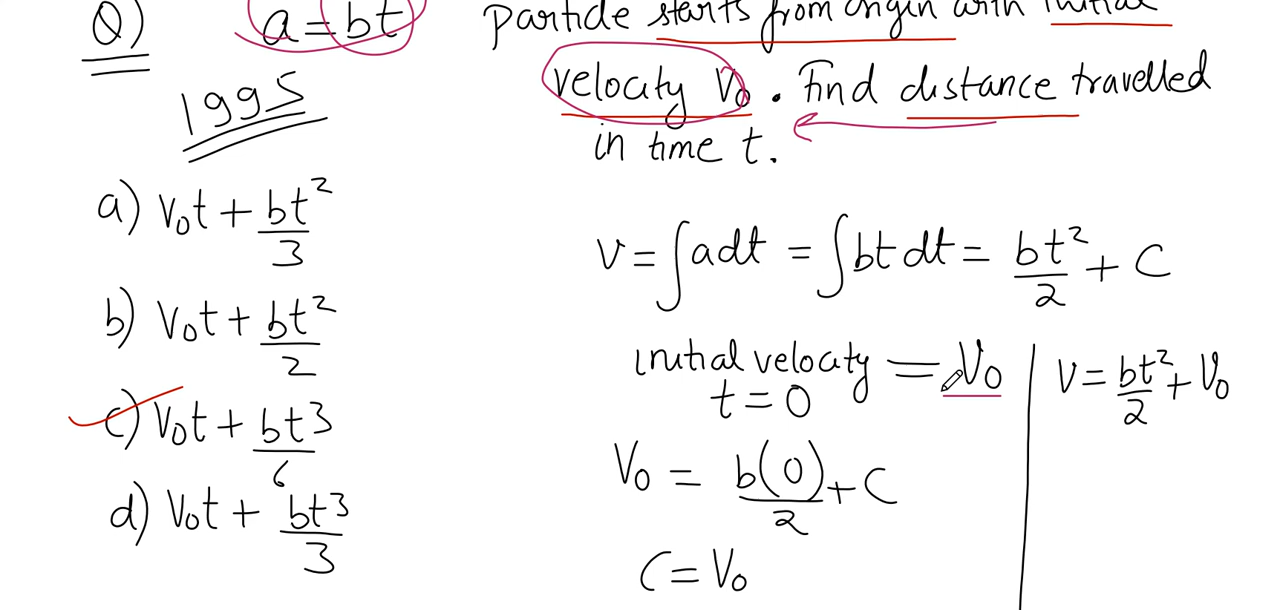 Q) a = bt Particle starts from origin with initial
velocity V₀. Find distance travelled
in time t.
1995
a) V₀t + bt²/3
b) V₀t + bt²/2
c) V₀t + bt3/6
d) V₀t + bt3/3
V = ∫adt = ∫bt dt = bt²/2 + C
initial velocity = V₀
t = 0
V₀ = b(0)/2 + C
C = V₀
V = bt²/2 + V₀